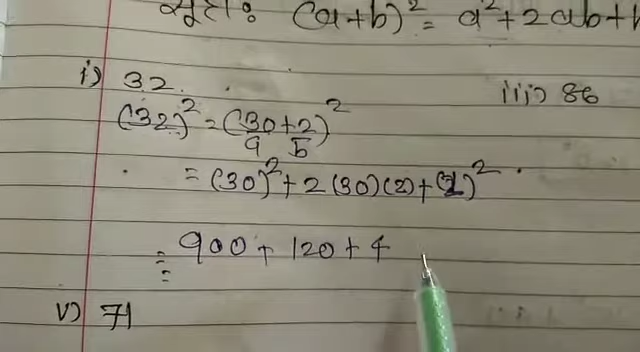 सूत्र: (a+b)² = a² + 2ab + b
i) 32. iii) 86
(32)² = (30+2)²
a b
= (30)² + 2(30)(2) + (2)²
= 900 + 120 + 4
=
v) 71